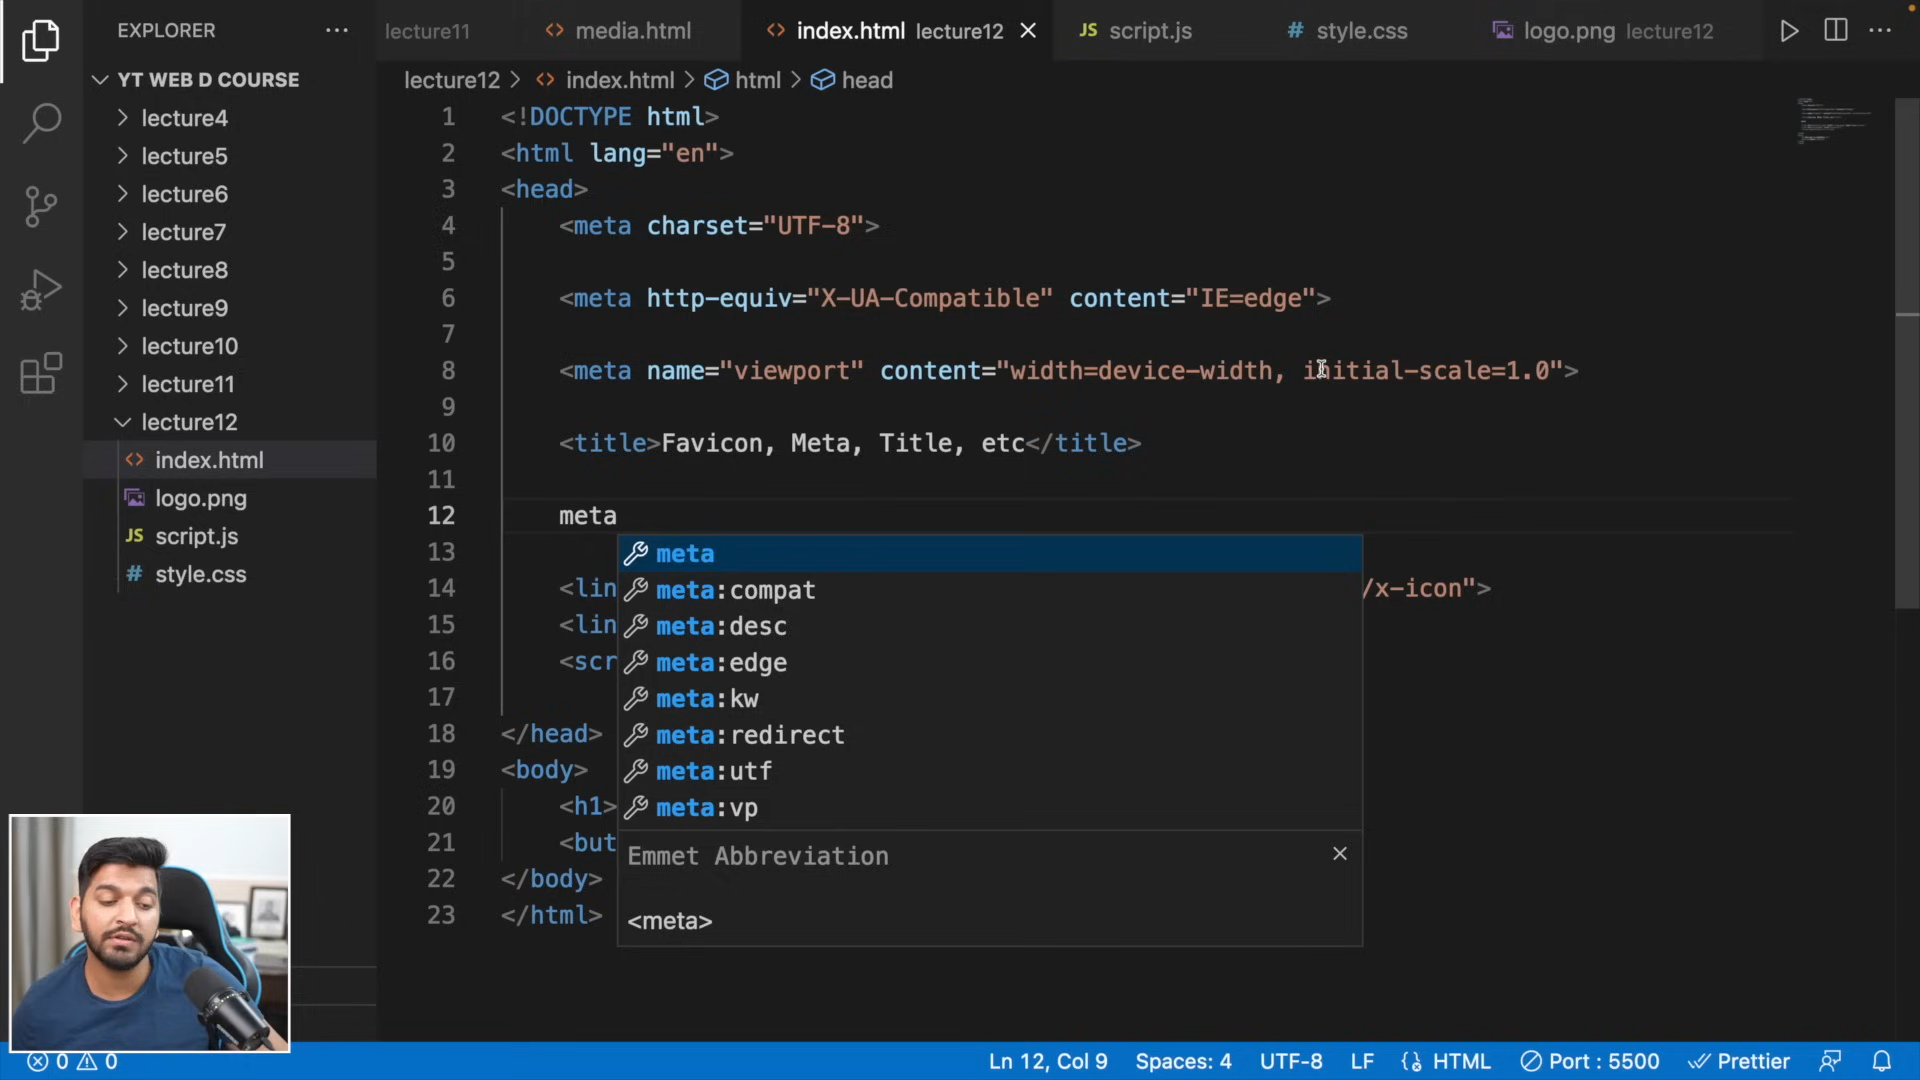 EXPLORER
lecture11
media.html
index.html lecture12
JS script.js
# style.css
logo.png lecture12
YT WEB D COURSE
lecture4
lecture5
lecture6
lecture7
lecture8
lecture9
lecture10
lecture11
lecture12
index.html
logo.png
JS script.js
# style.css
lecture12 > index.html > html > head
1 <!DOCTYPE html>
2 <html lang="en">
3 <head>
4 <meta charset="UTF-8">
5
6 <meta http-equiv="X-UA-Compatible" content="IE=edge">
7
8 <meta name="viewport" content="width=device-width, initial-scale=1.0">
9
10 <title>Favicon, Meta, Title, etc</title>
11
12 meta
13
14 <lin /x-icon">
15 <lin
16 <scr
17
18 </head>
19 <body>
20 <h1>
21 <but
22 </body>
23 </html>
meta
meta:compat
meta:desc
meta:edge
meta:kw
meta:redirect
meta:utf
meta:vp
Emmet Abbreviation
<meta>
0 0
Ln 12, Col 9
Spaces: 4
UTF-8
LF
HTML
Port : 5500
Prettier